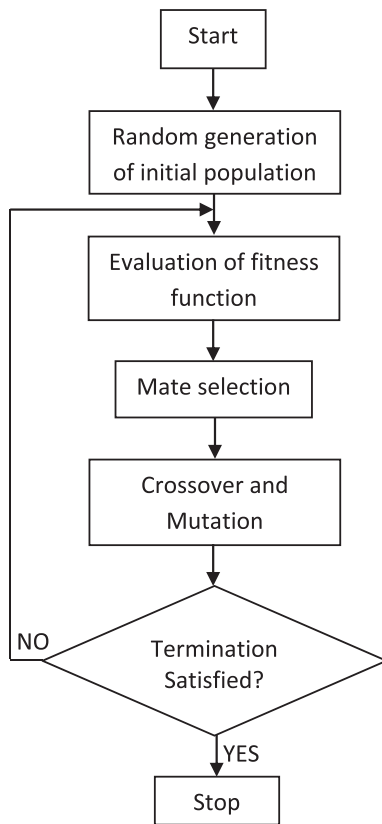 Start
Random generation
of initial population
Evaluation of fitness
function
Mate selection
Crossover and
Mutation
NO
Termination
Satisfied?
YES
Stop